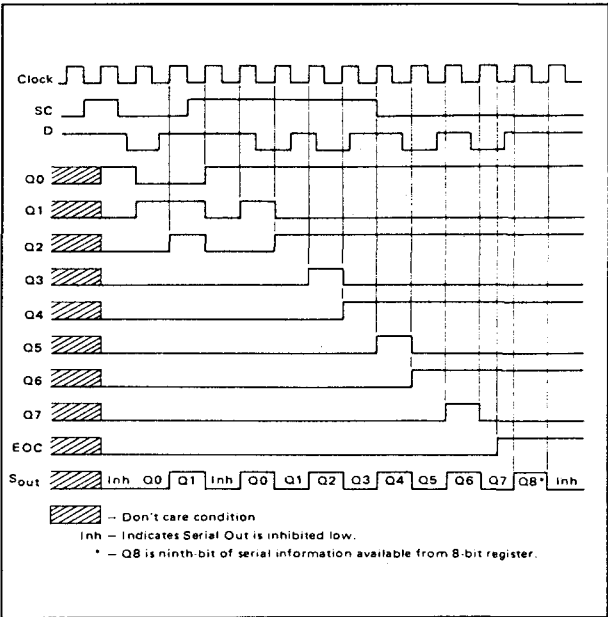 Clock
SC
D
Q0
Q1
Q2
Q3
Q4
Q5
Q6
Q7
EOC
Sout Inh Q0 Q1 Inh Q0 Q1 Q2 Q3 Q4 Q5 Q6 Q7 Q8* Inh
– Don't care condition
Inh – Indicates Serial Out is inhibited low.
* – Q8 is ninth-bit of serial information available from 8-bit register.